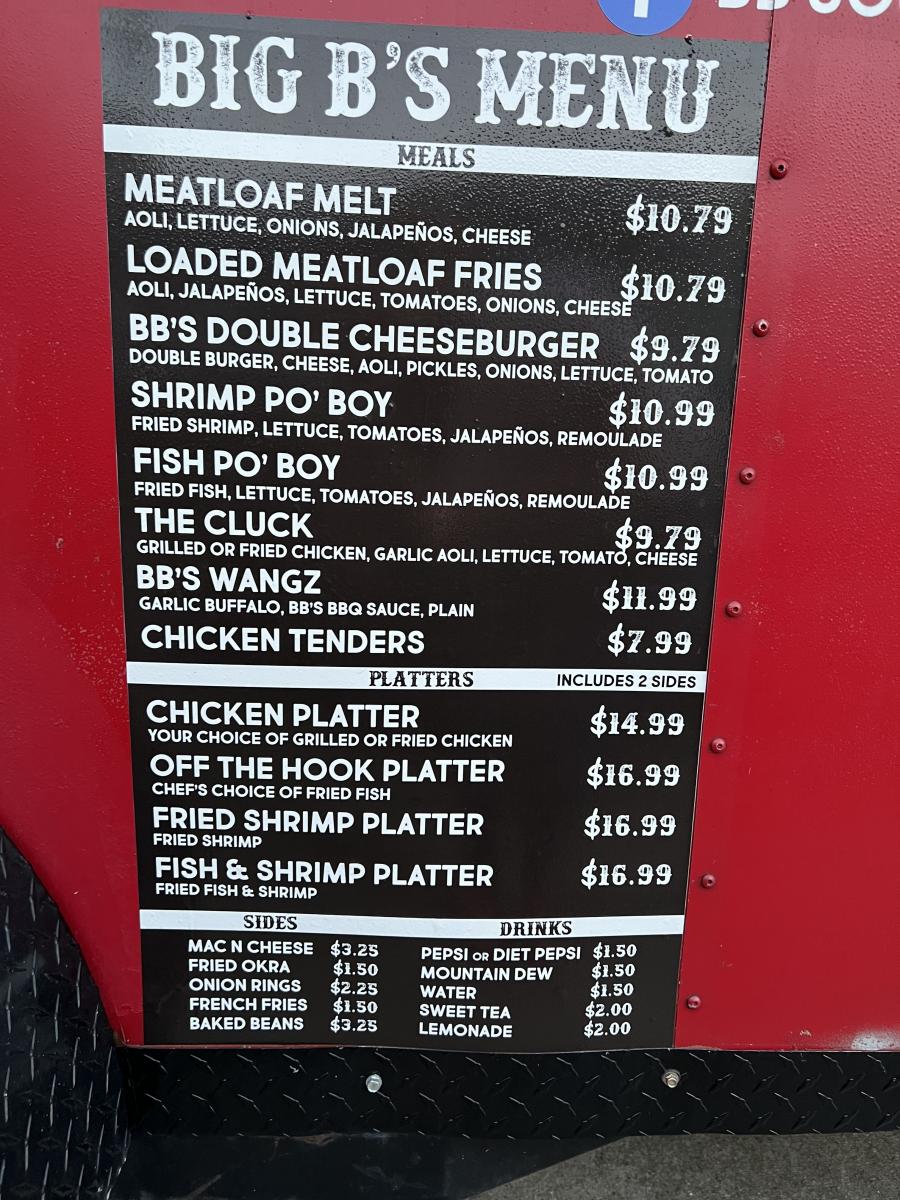 BIG B'S MENU
MEALS
MEATLOAF MELT $10.79
AOLI, LETTUCE, ONIONS, JALAPEÑOS, CHEESE
LOADED MEATLOAF FRIES $10.79
AOLI, JALAPEÑOS, LETTUCE, TOMATOES, ONIONS, CHEESE
BB'S DOUBLE CHEESEBURGER $9.79
DOUBLE BURGER, CHEESE, AOLI, PICKLES, ONIONS, LETTUCE, TOMATO
SHRIMP PO' BOY $10.99
FRIED SHRIMP, LETTUCE, TOMATOES, JALAPEÑOS, REMOULADE
FISH PO' BOY $10.99
FRIED FISH, LETTUCE, TOMATOES, JALAPEÑOS, REMOULADE
THE CLUCK $9.79
GRILLED OR FRIED CHICKEN, GARLIC AOLI, LETTUCE, TOMATO, CHEESE
BB'S WANGZ $11.99
GARLIC BUFFALO, BB'S BBQ SAUCE, PLAIN
CHICKEN TENDERS $7.99
PLATTERS INCLUDES 2 SIDES
CHICKEN PLATTER $14.99
YOUR CHOICE OF GRILLED OR FRIED CHICKEN
OFF THE HOOK PLATTER $16.99
CHEF'S CHOICE OF FRIED FISH
FRIED SHRIMP PLATTER $16.99
FRIED SHRIMP
FISH & SHRIMP PLATTER $16.99
FRIED FISH & SHRIMP
SIDES
MAC N CHEESE $3.25
FRIED OKRA $1.50
ONION RINGS $2.25
FRENCH FRIES $1.50
BAKED BEANS $3.25
DRINKS
PEPSI OR DIET PEPSI $1.50
MOUNTAIN DEW $1.50
WATER $1.50
SWEET TEA $2.00
LEMONADE $2.00